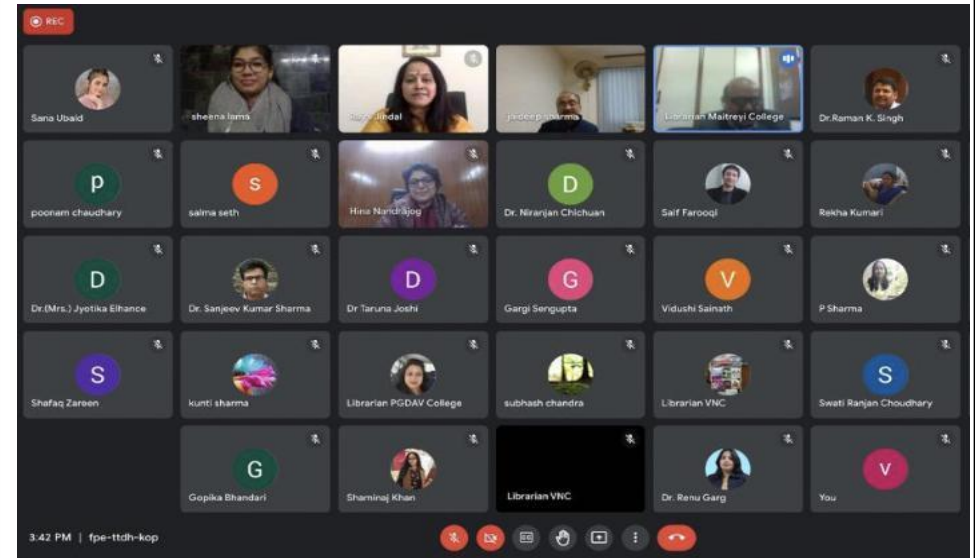 REC
Sana Ubaid
sheena lama
Jindal
jaideep sharma
Librarian Maitreyi College
Dr.Raman K. Singh
P
poonam chaudhary
S
salma seth
Hina Nandrajog
D
Dr. Niranjan Chichuan
Saif Farooqi
Rekha Kumari
D
Dr.(Mrs.) Jyotika Elhance
Dr. Sanjeev Kumar Sharma
D
Dr Taruna Joshi
G
Gargi Sengupta
V
Vidushi Sainath
P Sharma
S
Shafaq Zareen
kunti sharma
Librarian PGDAV College
subhash chandra
Librarian VNC
S
Swati Ranjan Choudhary
G
Gopika Bhandari
Shaminaj Khan
Librarian VNC
Dr. Renu Garg
V
You
3:42 PM | fpe-ttdh-kop